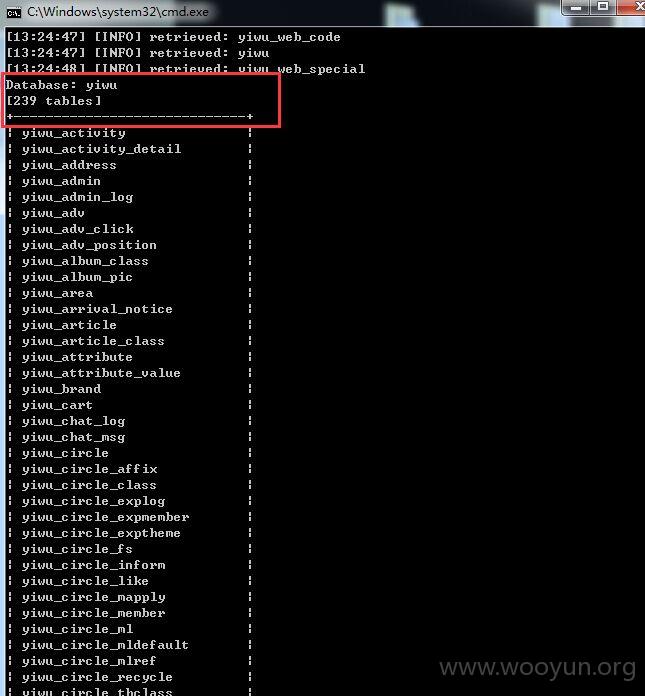 C:\Windows\system32\cmd.exe
[13:24:47] [INFO] retrieved: yiwu_web_code
[13:24:47] [INFO] retrieved: yiwu
[13:24:48] [INFO] retrieved: yiwu_web_special
Database: yiwu
[239 tables]
+-----------------------------+
| yiwu_activity |
| yiwu_activity_detail |
| yiwu_address |
| yiwu_admin |
| yiwu_admin_log |
| yiwu_adv |
| yiwu_adv_click |
| yiwu_adv_position |
| yiwu_album_class |
| yiwu_album_pic |
| yiwu_area |
| yiwu_arrival_notice |
| yiwu_article |
| yiwu_article_class |
| yiwu_attribute |
| yiwu_attribute_value |
| yiwu_brand |
| yiwu_cart |
| yiwu_chat_log |
| yiwu_chat_msg |
| yiwu_circle |
| yiwu_circle_affix |
| yiwu_circle_class |
| yiwu_circle_explog |
| yiwu_circle_expmember |
| yiwu_circle_exptheme |
| yiwu_circle_fs |
| yiwu_circle_inform |
| yiwu_circle_like |
| yiwu_circle_mapply |
| yiwu_circle_member |
| yiwu_circle_ml |
| yiwu_circle_mldefault |
| yiwu_circle_mlref |
| yiwu_circle_recycle |
| yiwu_circle_thclass |
www.wooyun.org